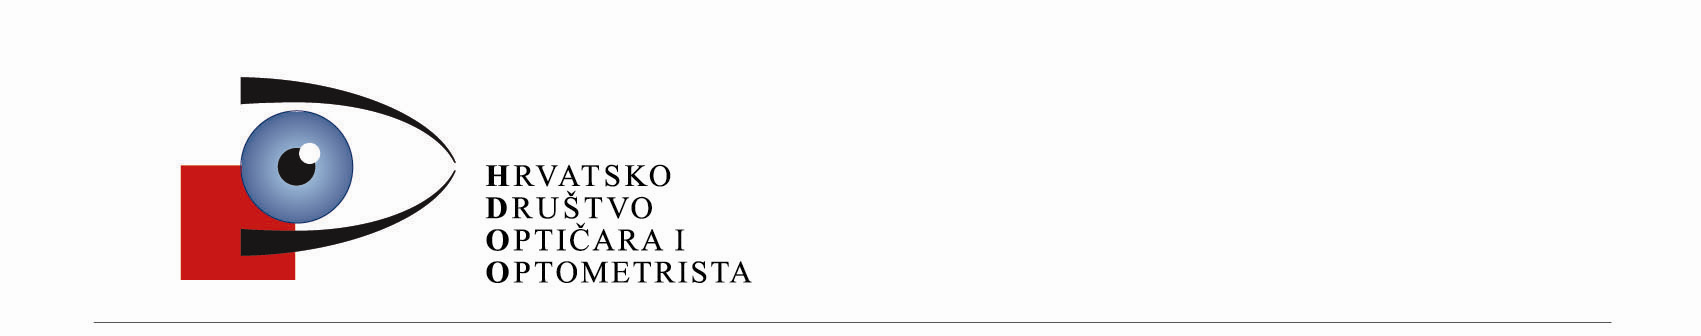 HRVATSKO
DRUŠTVO
OPTIČARA I
OPTOMETRISTA